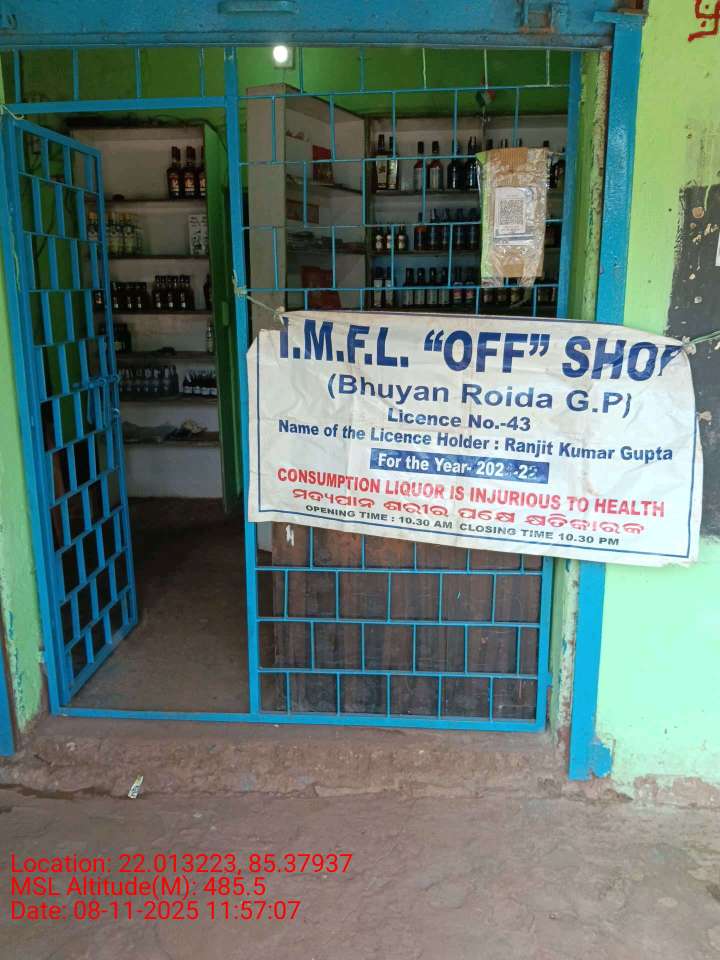 I.M.F.L. “OFF” SHOP
(Bhuyan Roida G.P)
Licence No.-43
Name of the Licence Holder : Ranjit Kumar Gupta
For the Year-
CONSUMPTION LIQUOR IS INJURIOUS TO HEALTH
ମଦ୍ୟପାନ ଶରୀର ପକ୍ଷେ କ୍ଷତିକାରକ
OPENING TIME : 10.30 AM CLOSING TIME 10.30 PM
Location: 22.013223, 85.37937
MSL Altitude(M): 485.5
Date: 08-11-2025 11:57:07